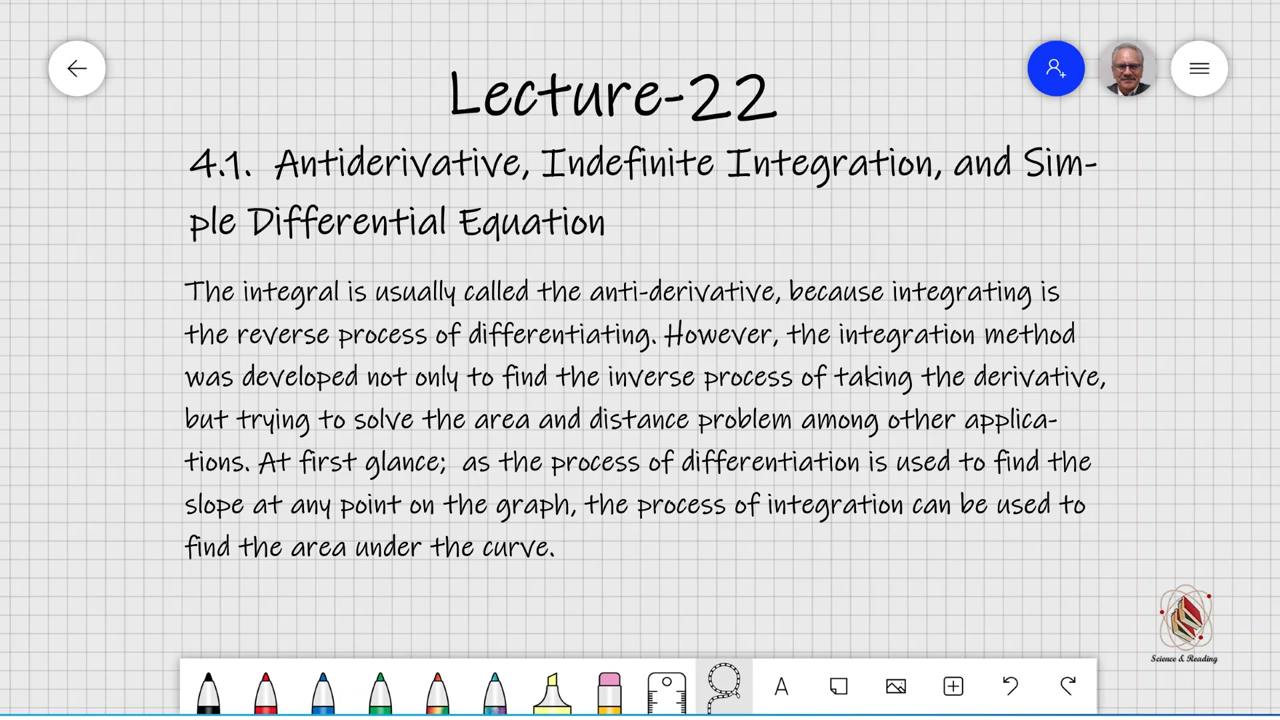 Lecture-22
4.1. Antiderivative, Indefinite Integration, and Sim-
ple Differential Equation
The integral is usually called the anti-derivative, because integrating is
the reverse process of differentiating. However, the integration method
was developed not only to find the inverse process of taking the derivative,
but trying to solve the area and distance problem among other applica-
tions. At first glance; as the process of differentiation is used to find the
slope at any point on the graph, the process of integration can be used to
find the area under the curve.
Science & Reading
A